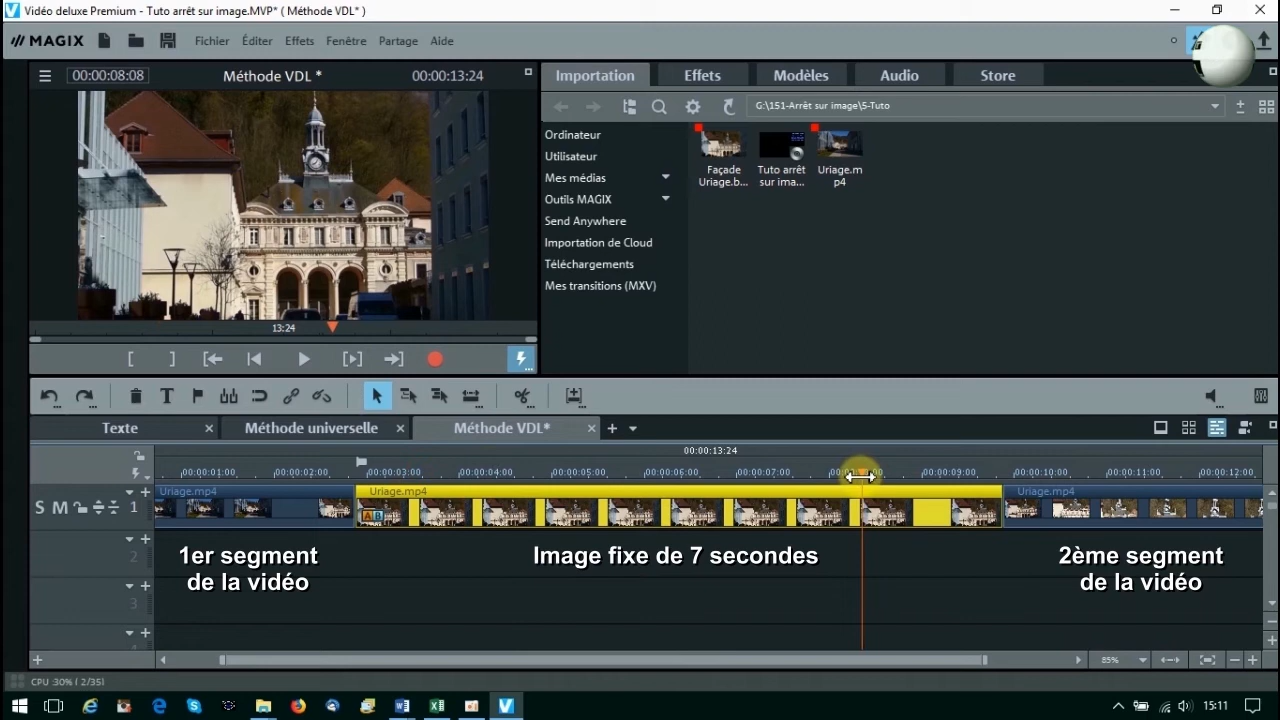 Vidéo deluxe Premium - Tuto arrêt sur image.MVP* ( Méthode VDL* )
MAGIX
Fichier Éditer Effets Fenêtre Partage Aide
00:00:08:08 Méthode VDL * 00:00:13:24
Importation Effets Modèles Audio Store
G:\151-Arrêt sur image\5-Tuto
Ordinateur
Utilisateur
Mes médias
Outils MAGIX
Send Anywhere
Importation de Cloud
Téléchargements
Mes transitions (MXV)
Façade
Uriage.b...
Tuto arrêt
sur ima...
Uriage.m
p4
13:24
Texte Méthode universelle Méthode VDL*
00:00:13:24
00:00:01:00 00:00:02:00 00:00:03:00 00:00:04:00 00:00:05:00 00:00:06:00 00:00:07:00 00:00:09:00 00:00:10:00 00:00:11:00 00:00:12:00
Uriage.mp4 Uriage.mp4 Uriage.mp4
S M 1
A B
2
3
1er segment
de la vidéo
Image fixe de 7 secondes
2ème segment
de la vidéo
85%
CPU :30% ( 2/35)
15:11